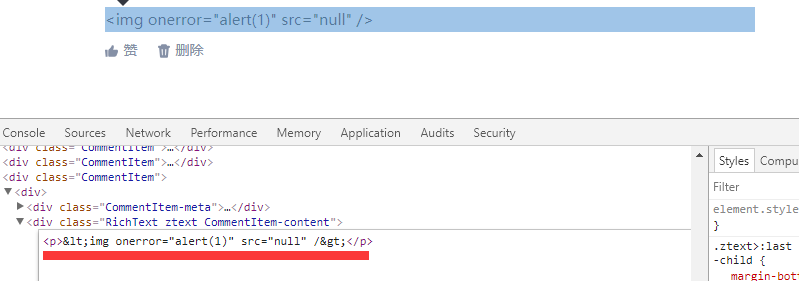 <img onerror="alert(1)" src="null" />
赞 删除
Console Sources Network Performance Memory Application Audits Security
<div class="CommentItem">…</div>
<div class="CommentItem">…</div>
<div class="CommentItem">
<div>
<div class="CommentItem-meta">…</div>
<div class="RichText ztext CommentItem-content">
<p>&lt;img onerror="alert(1)" src="null" /&gt;</p>
Styles Compu
Filter
element.style
}
.ztext>:last
-child {
margin-bott